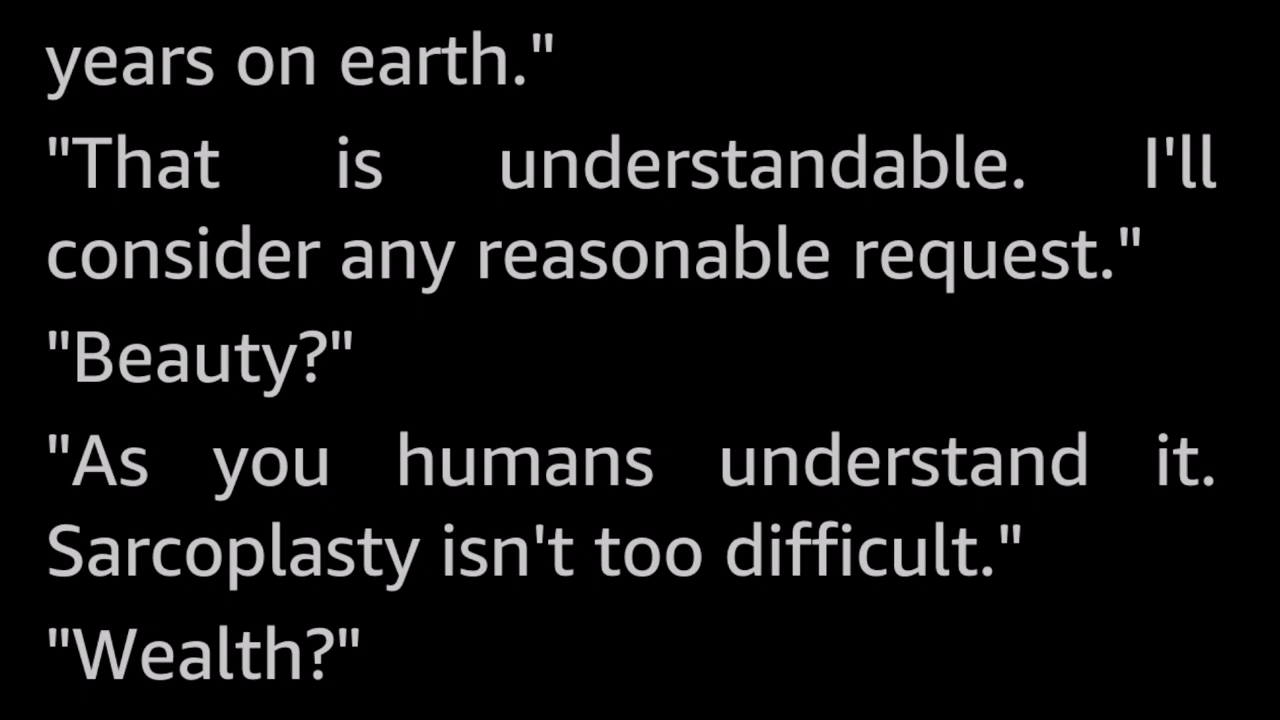 years on earth."
"That is understandable. I'll
consider any reasonable request."
"Beauty?"
"As you humans understand it.
Sarcoplasty isn't too difficult."
"Wealth?"